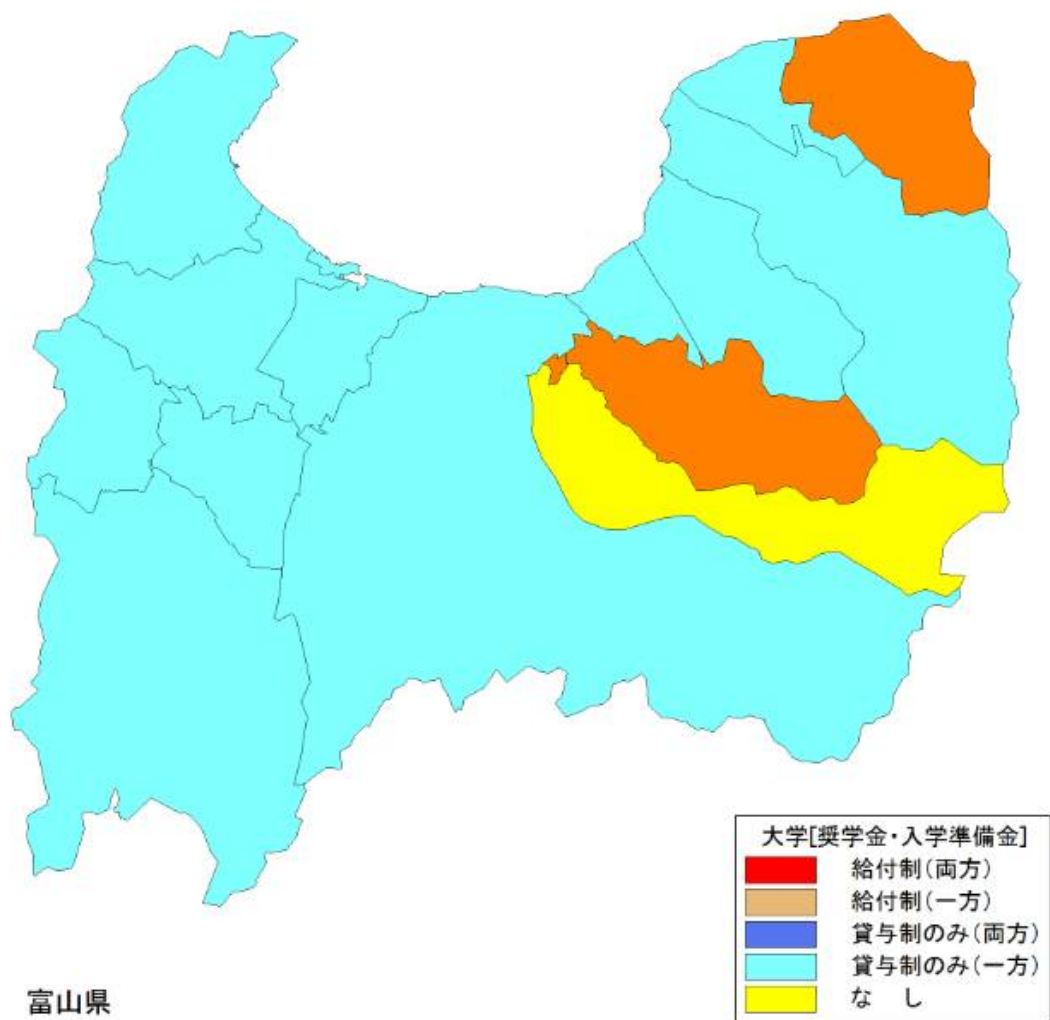 大学[奨学金・入学準備金]
給付制(両方)
給付制(一方)
貸与制のみ(両方)
貸与制のみ(一方)
な し
富山県